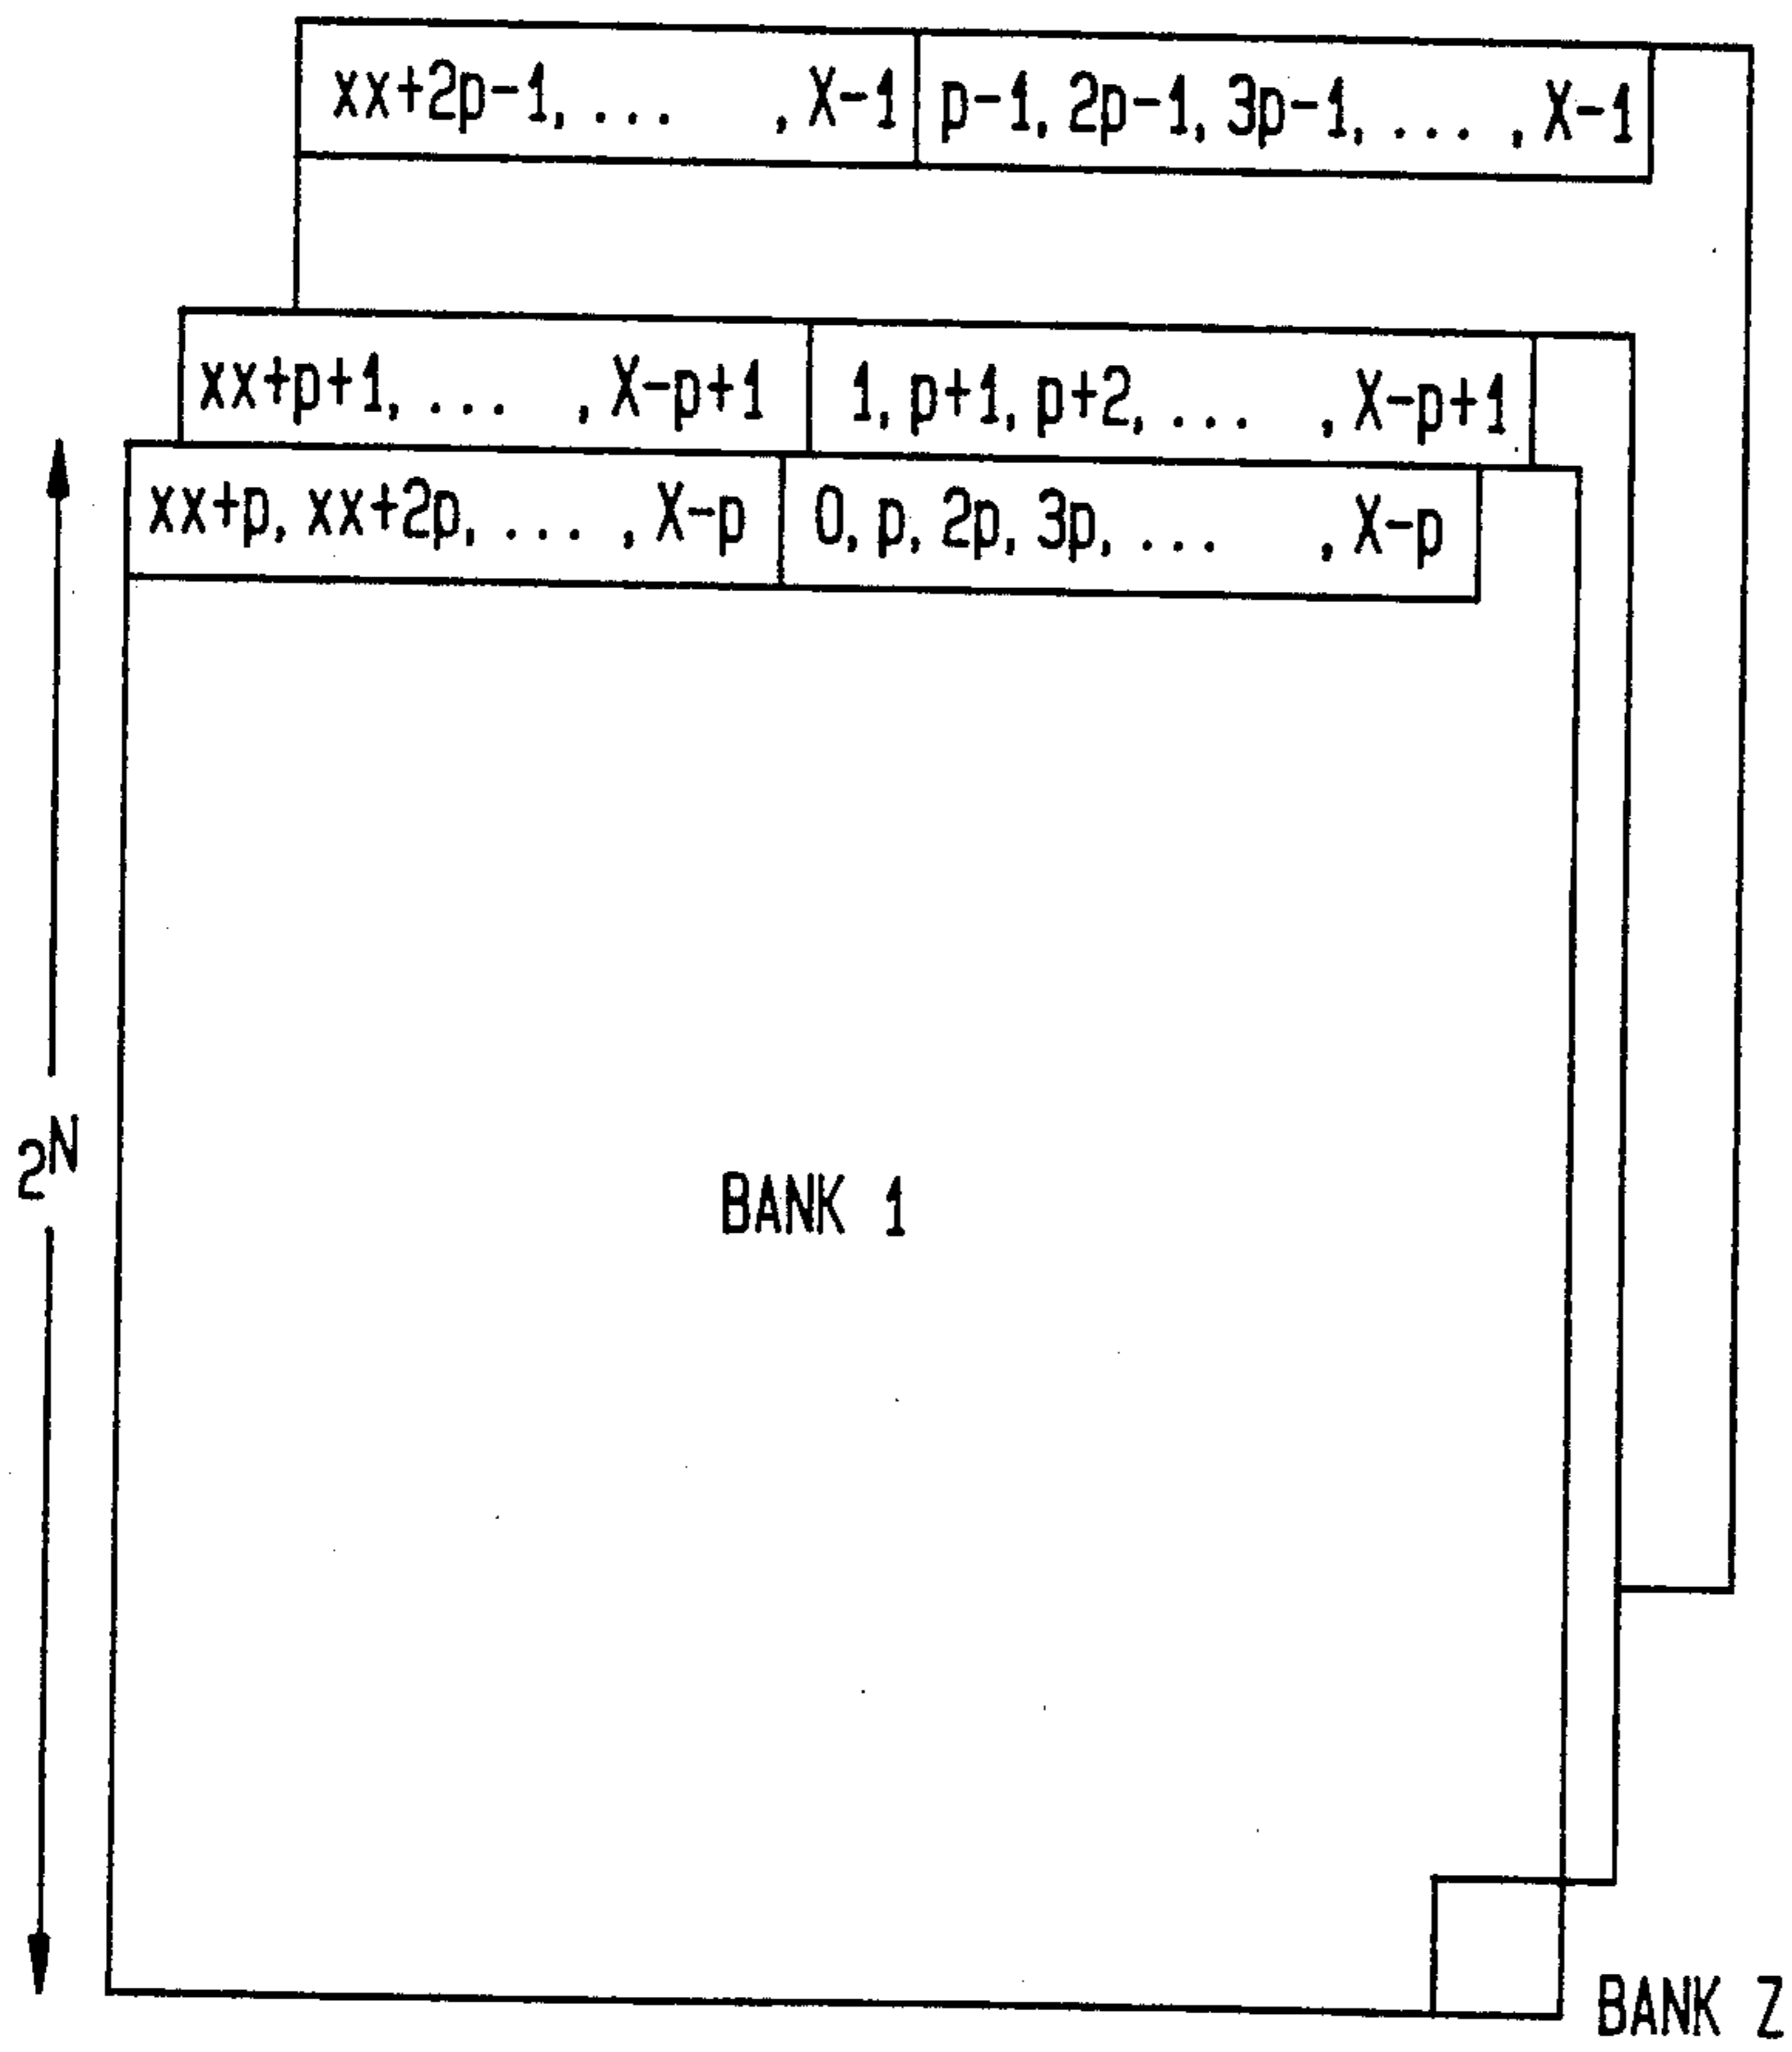 xx+2p-1, ... , X-1 p-1, 2p-1, 3p-1, ... , X-1
xx+p+1, ... , X-p+1 1, p+1, p+2, ... , X-p+1
xx+p, xx+2p, ... , X-p 0, p, 2p, 3p, ... , X-p
2^N
BANK 1
BANK Z